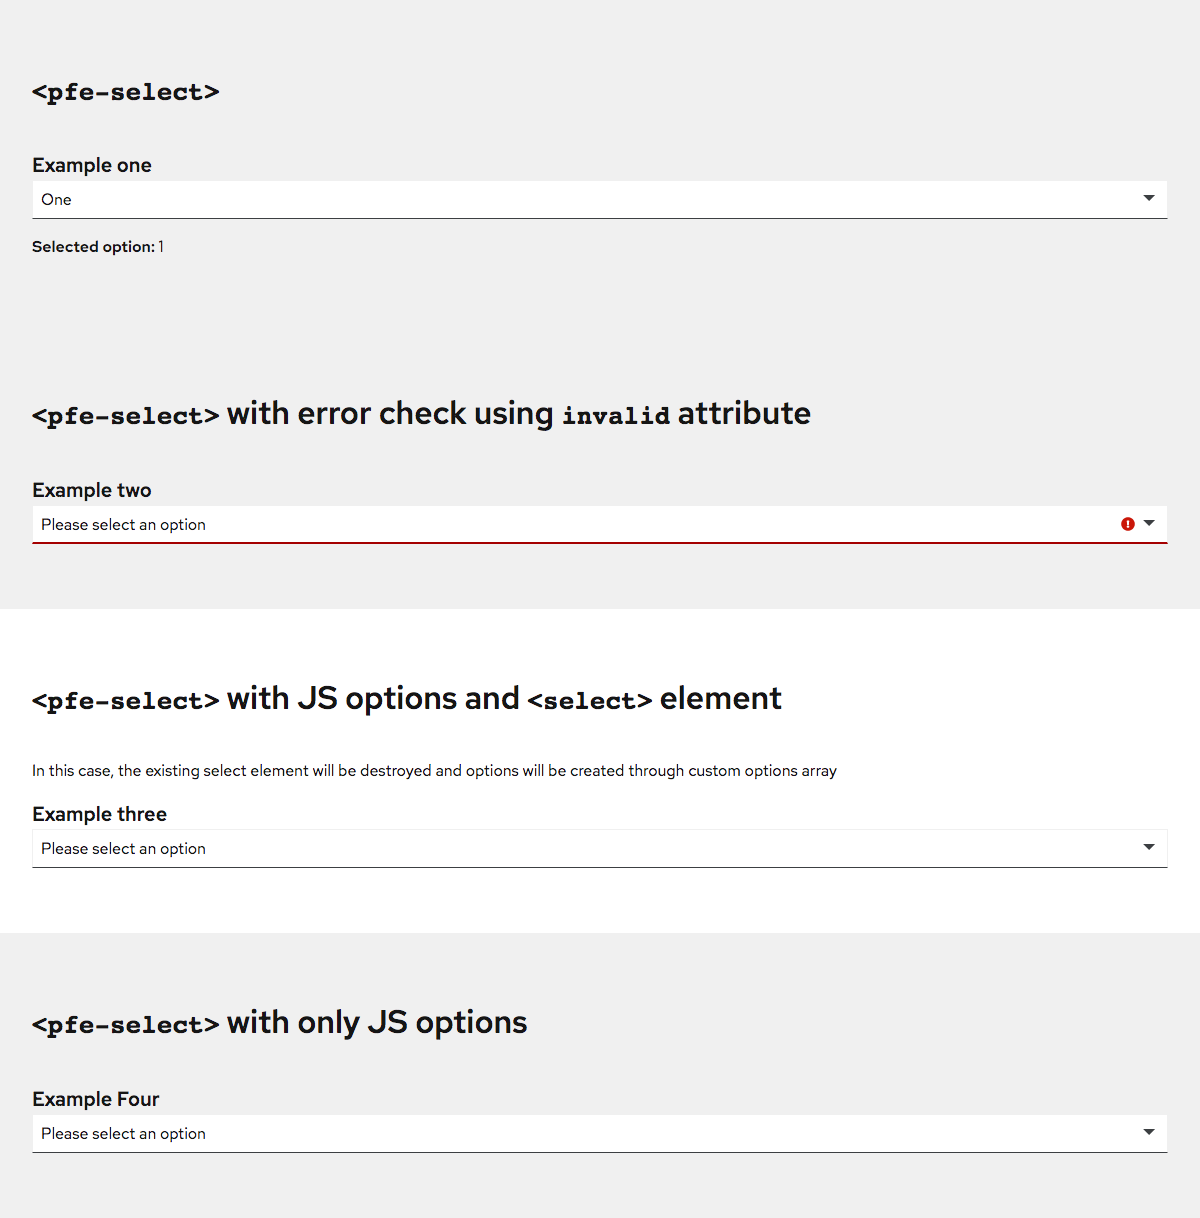 <pfe-select>
Example one
One
Selected option: 1
<pfe-select> with error check using invalid attribute
Example two
Please select an option
<pfe-select> with JS options and <select> element
In this case, the existing select element will be destroyed and options will be created through custom options array
Example three
Please select an option
<pfe-select> with only JS options
Example Four
Please select an option